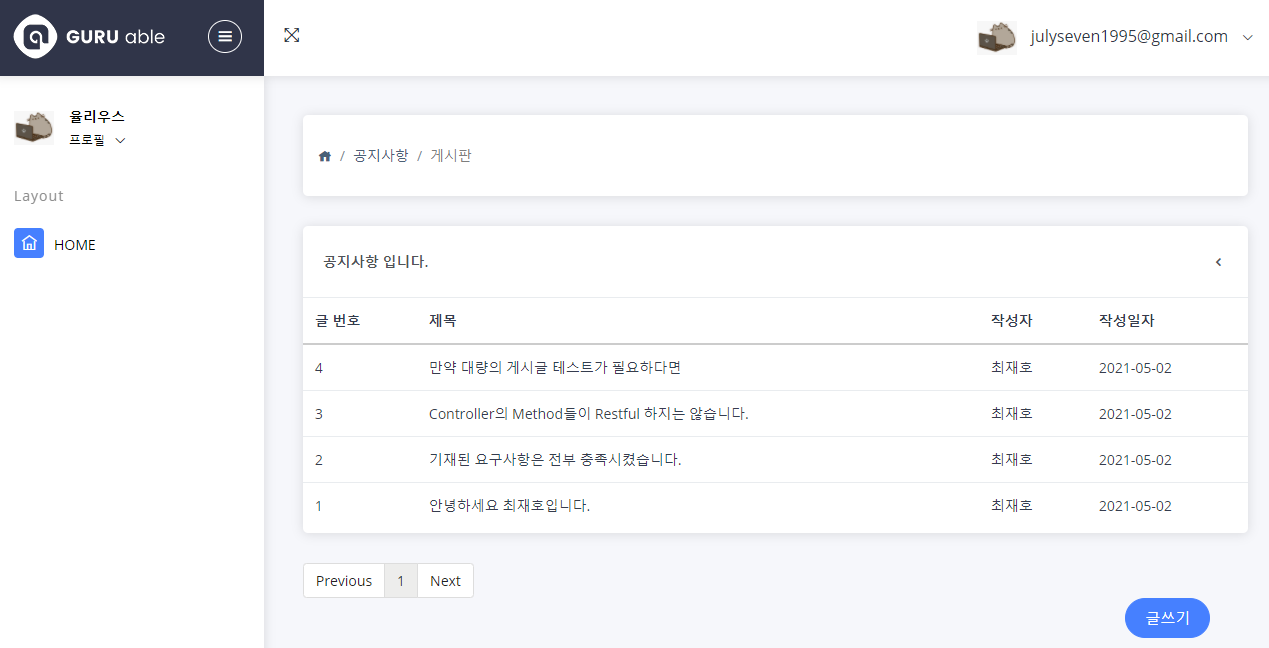 GURU able
julyseven1995@gmail.com
율리우스
프로필
Layout
HOME
/ 공지사항 / 게시판
공지사항 입니다.
글 번호 제목 작성자 작성일자
4 만약 대량의 게시글 테스트가 필요하다면 최재호 2021-05-02
3 Controller의 Method들이 Restful 하지는 않습니다. 최재호 2021-05-02
2 기재된 요구사항은 전부 충족시켰습니다. 최재호 2021-05-02
1 안녕하세요 최재호입니다. 최재호 2021-05-02
Previous 1 Next
글쓰기